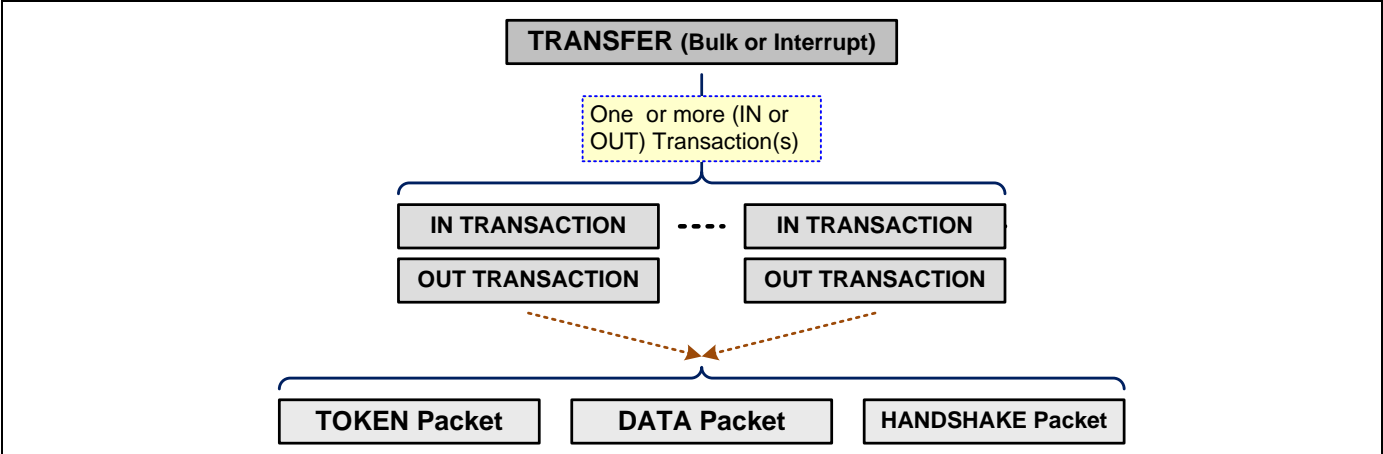 TRANSFER (Bulk or Interrupt)
One or more (IN or
OUT) Transaction(s)
IN TRANSACTION
IN TRANSACTION
OUT TRANSACTION
OUT TRANSACTION
TOKEN Packet
DATA Packet
HANDSHAKE Packet